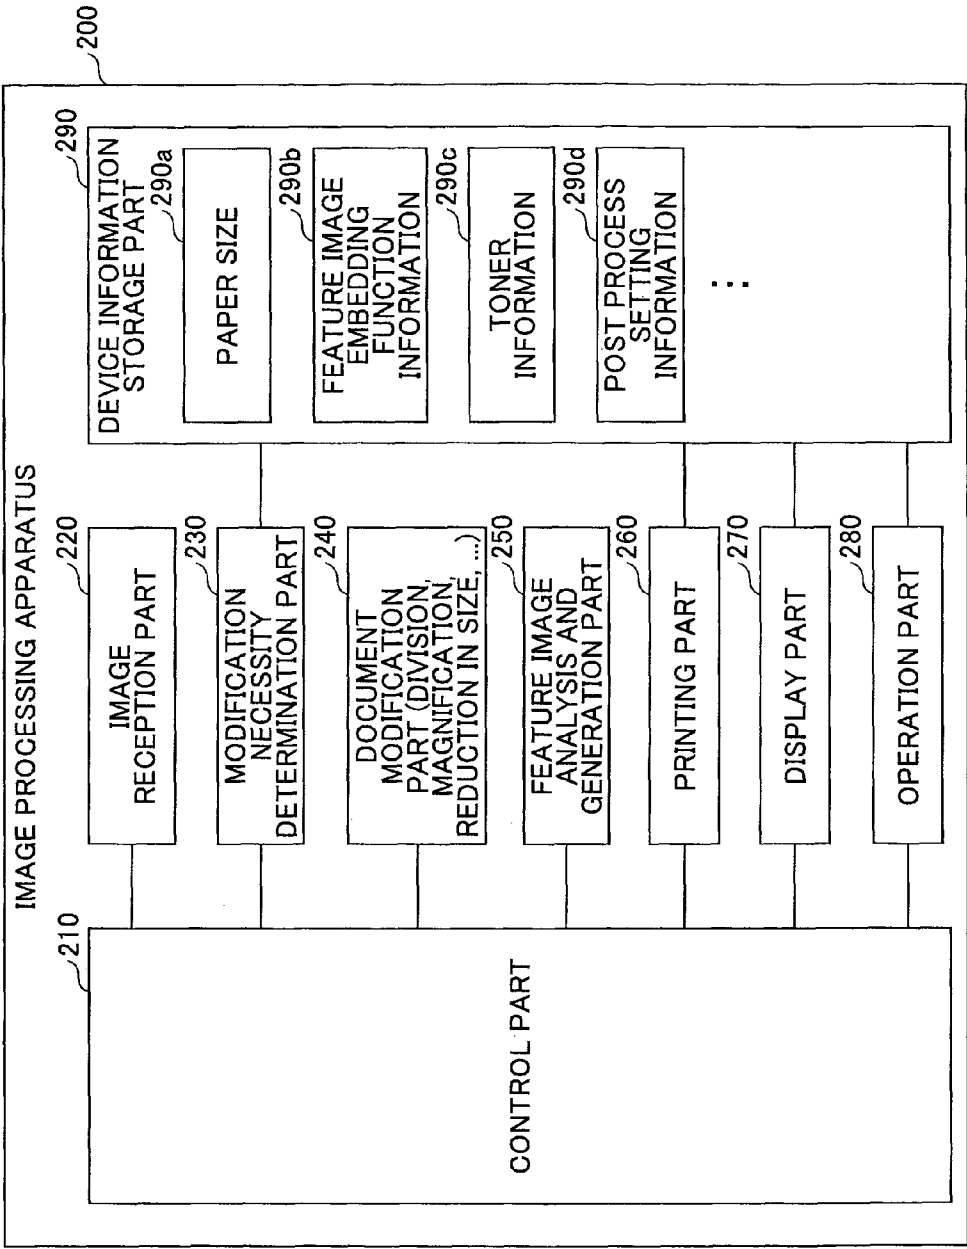 IMAGE PROCESSING APPARATUS
200
210
CONTROL PART
220
IMAGE
RECEPTION PART
230
MODIFICATION
NECESSITY
DETERMINATION PART
240
DOCUMENT
MODIFICATION
PART (DIVISION,
MAGNIFICATION,
REDUCTION IN SIZE, ...)
250
FEATURE IMAGE
ANALYSIS AND
GENERATION PART
260
PRINTING PART
270
DISPLAY PART
280
OPERATION PART
290
DEVICE INFORMATION
STORAGE PART
290a
PAPER SIZE
290b
FEATURE IMAGE
EMBEDDING
FUNCTION
INFORMATION
290c
TONER
INFORMATION
290d
POST PROCESS
SETTING
INFORMATION
...